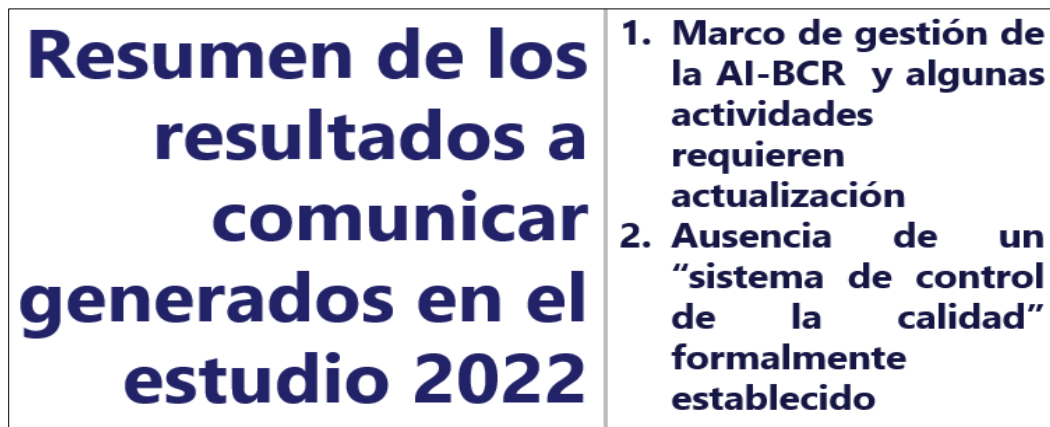 Resumen de los
resultados a
comunicar
generados en el
estudio 2022
1. Marco de gestión de
la AI-BCR y algunas
actividades
requieren
actualización
2. Ausencia de un
“sistema de control
de la calidad”
formalmente
establecido